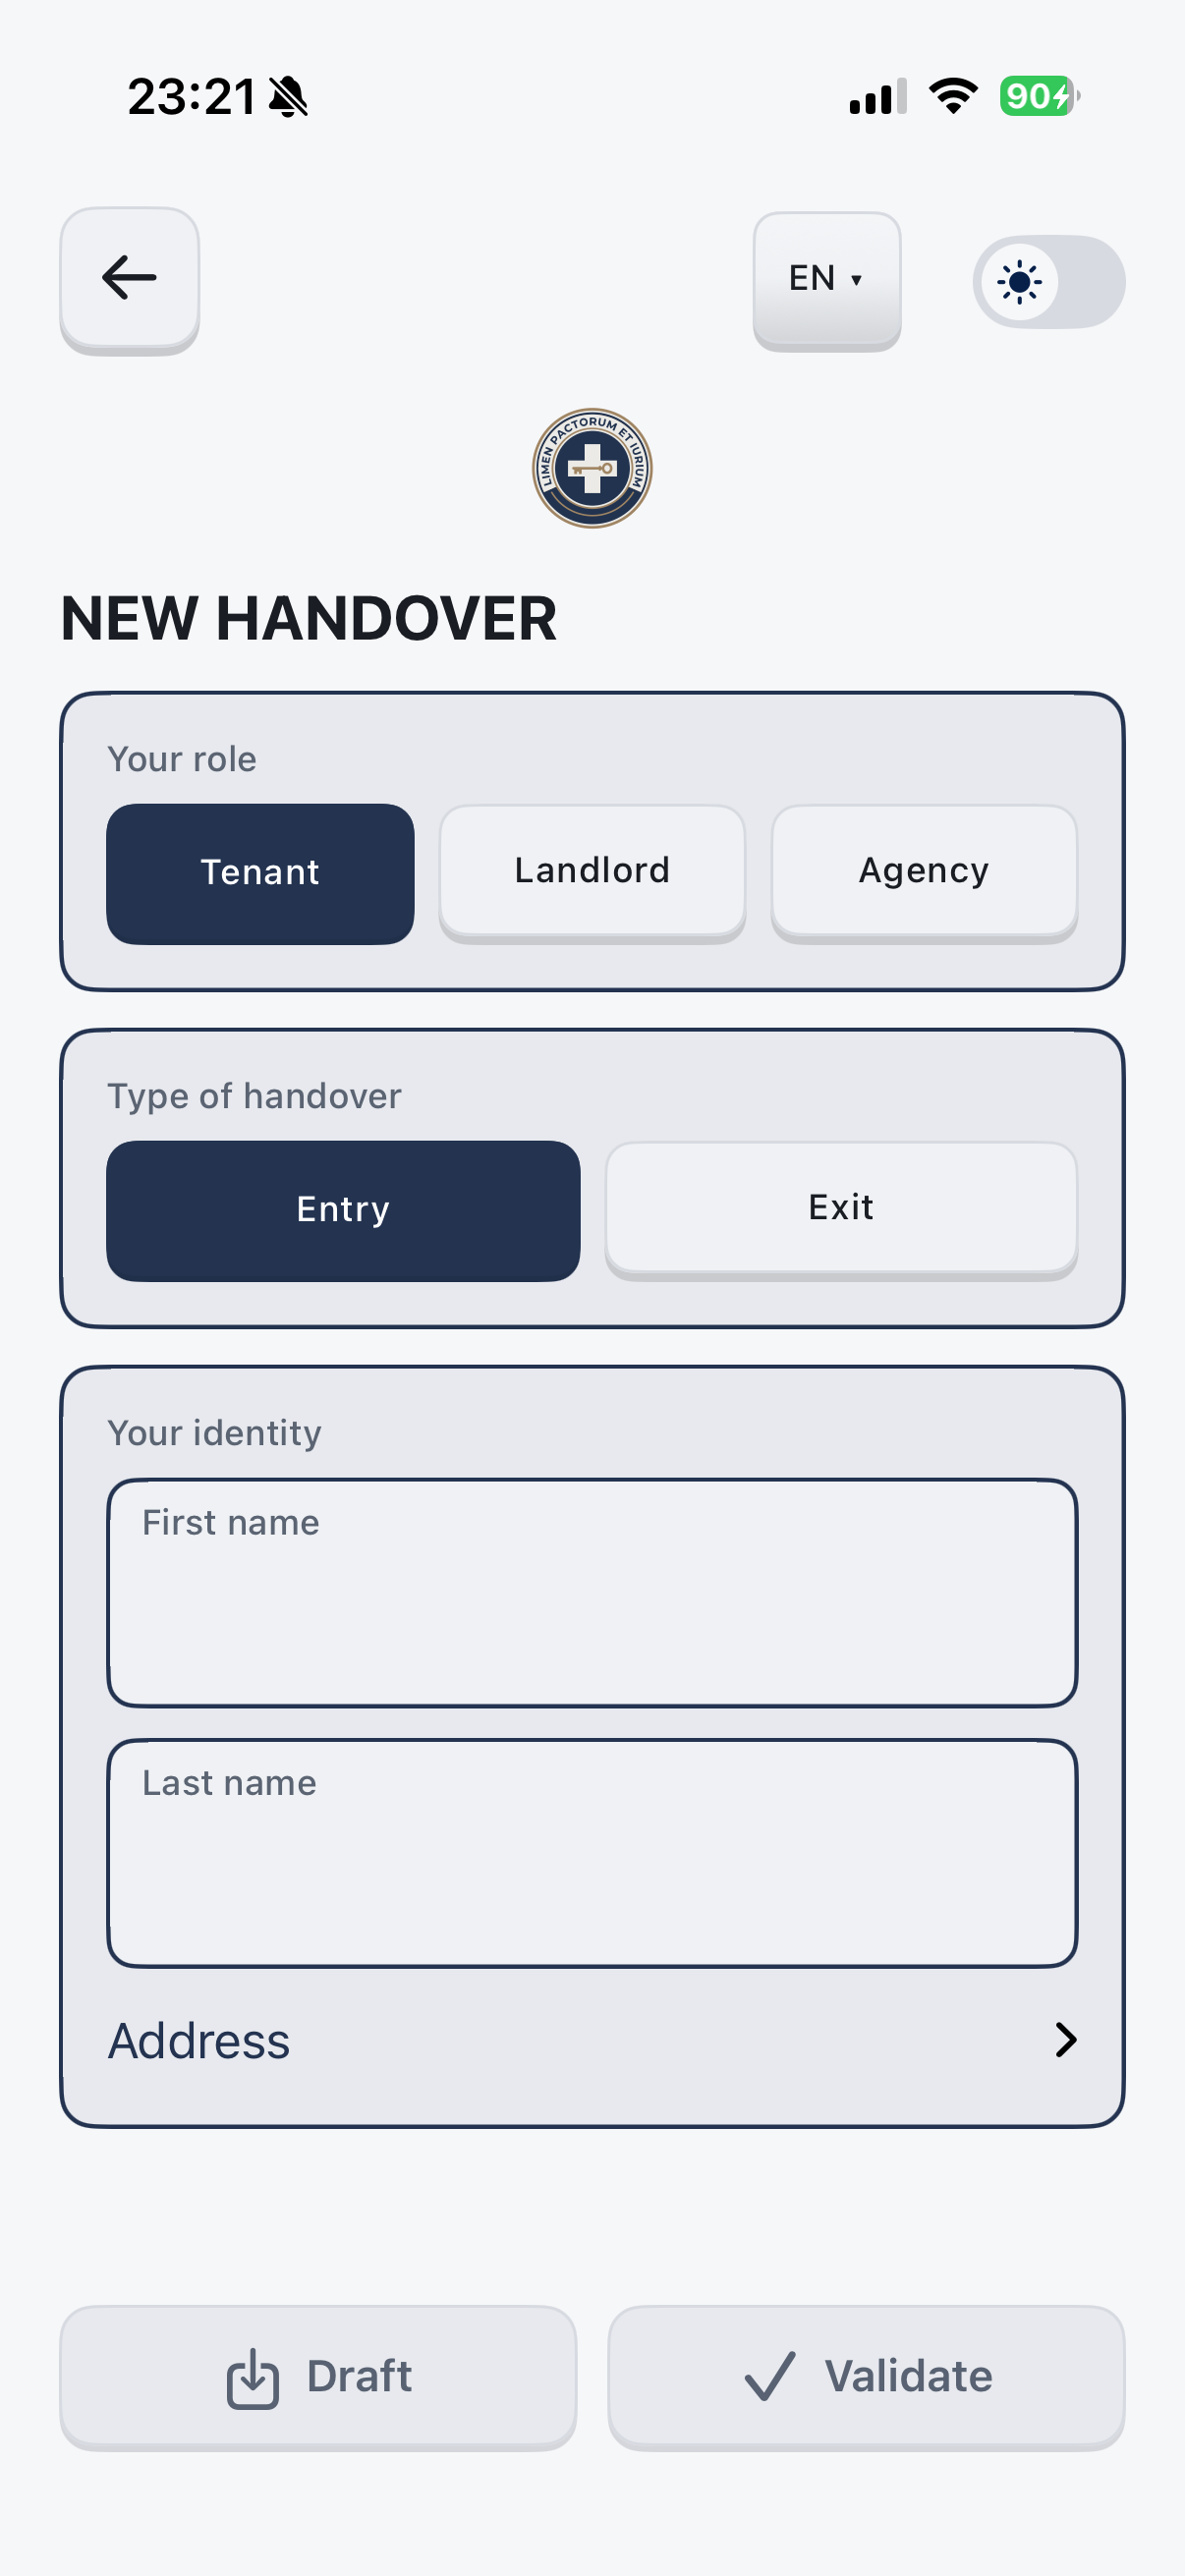 23:21
90
EN ▾
LIMEN PACTORUM ET IURIUM
NEW HANDOVER
Your role
Tenant
Landlord
Agency
Type of handover
Entry
Exit
Your identity
First name
Last name
Address
Draft
Validate